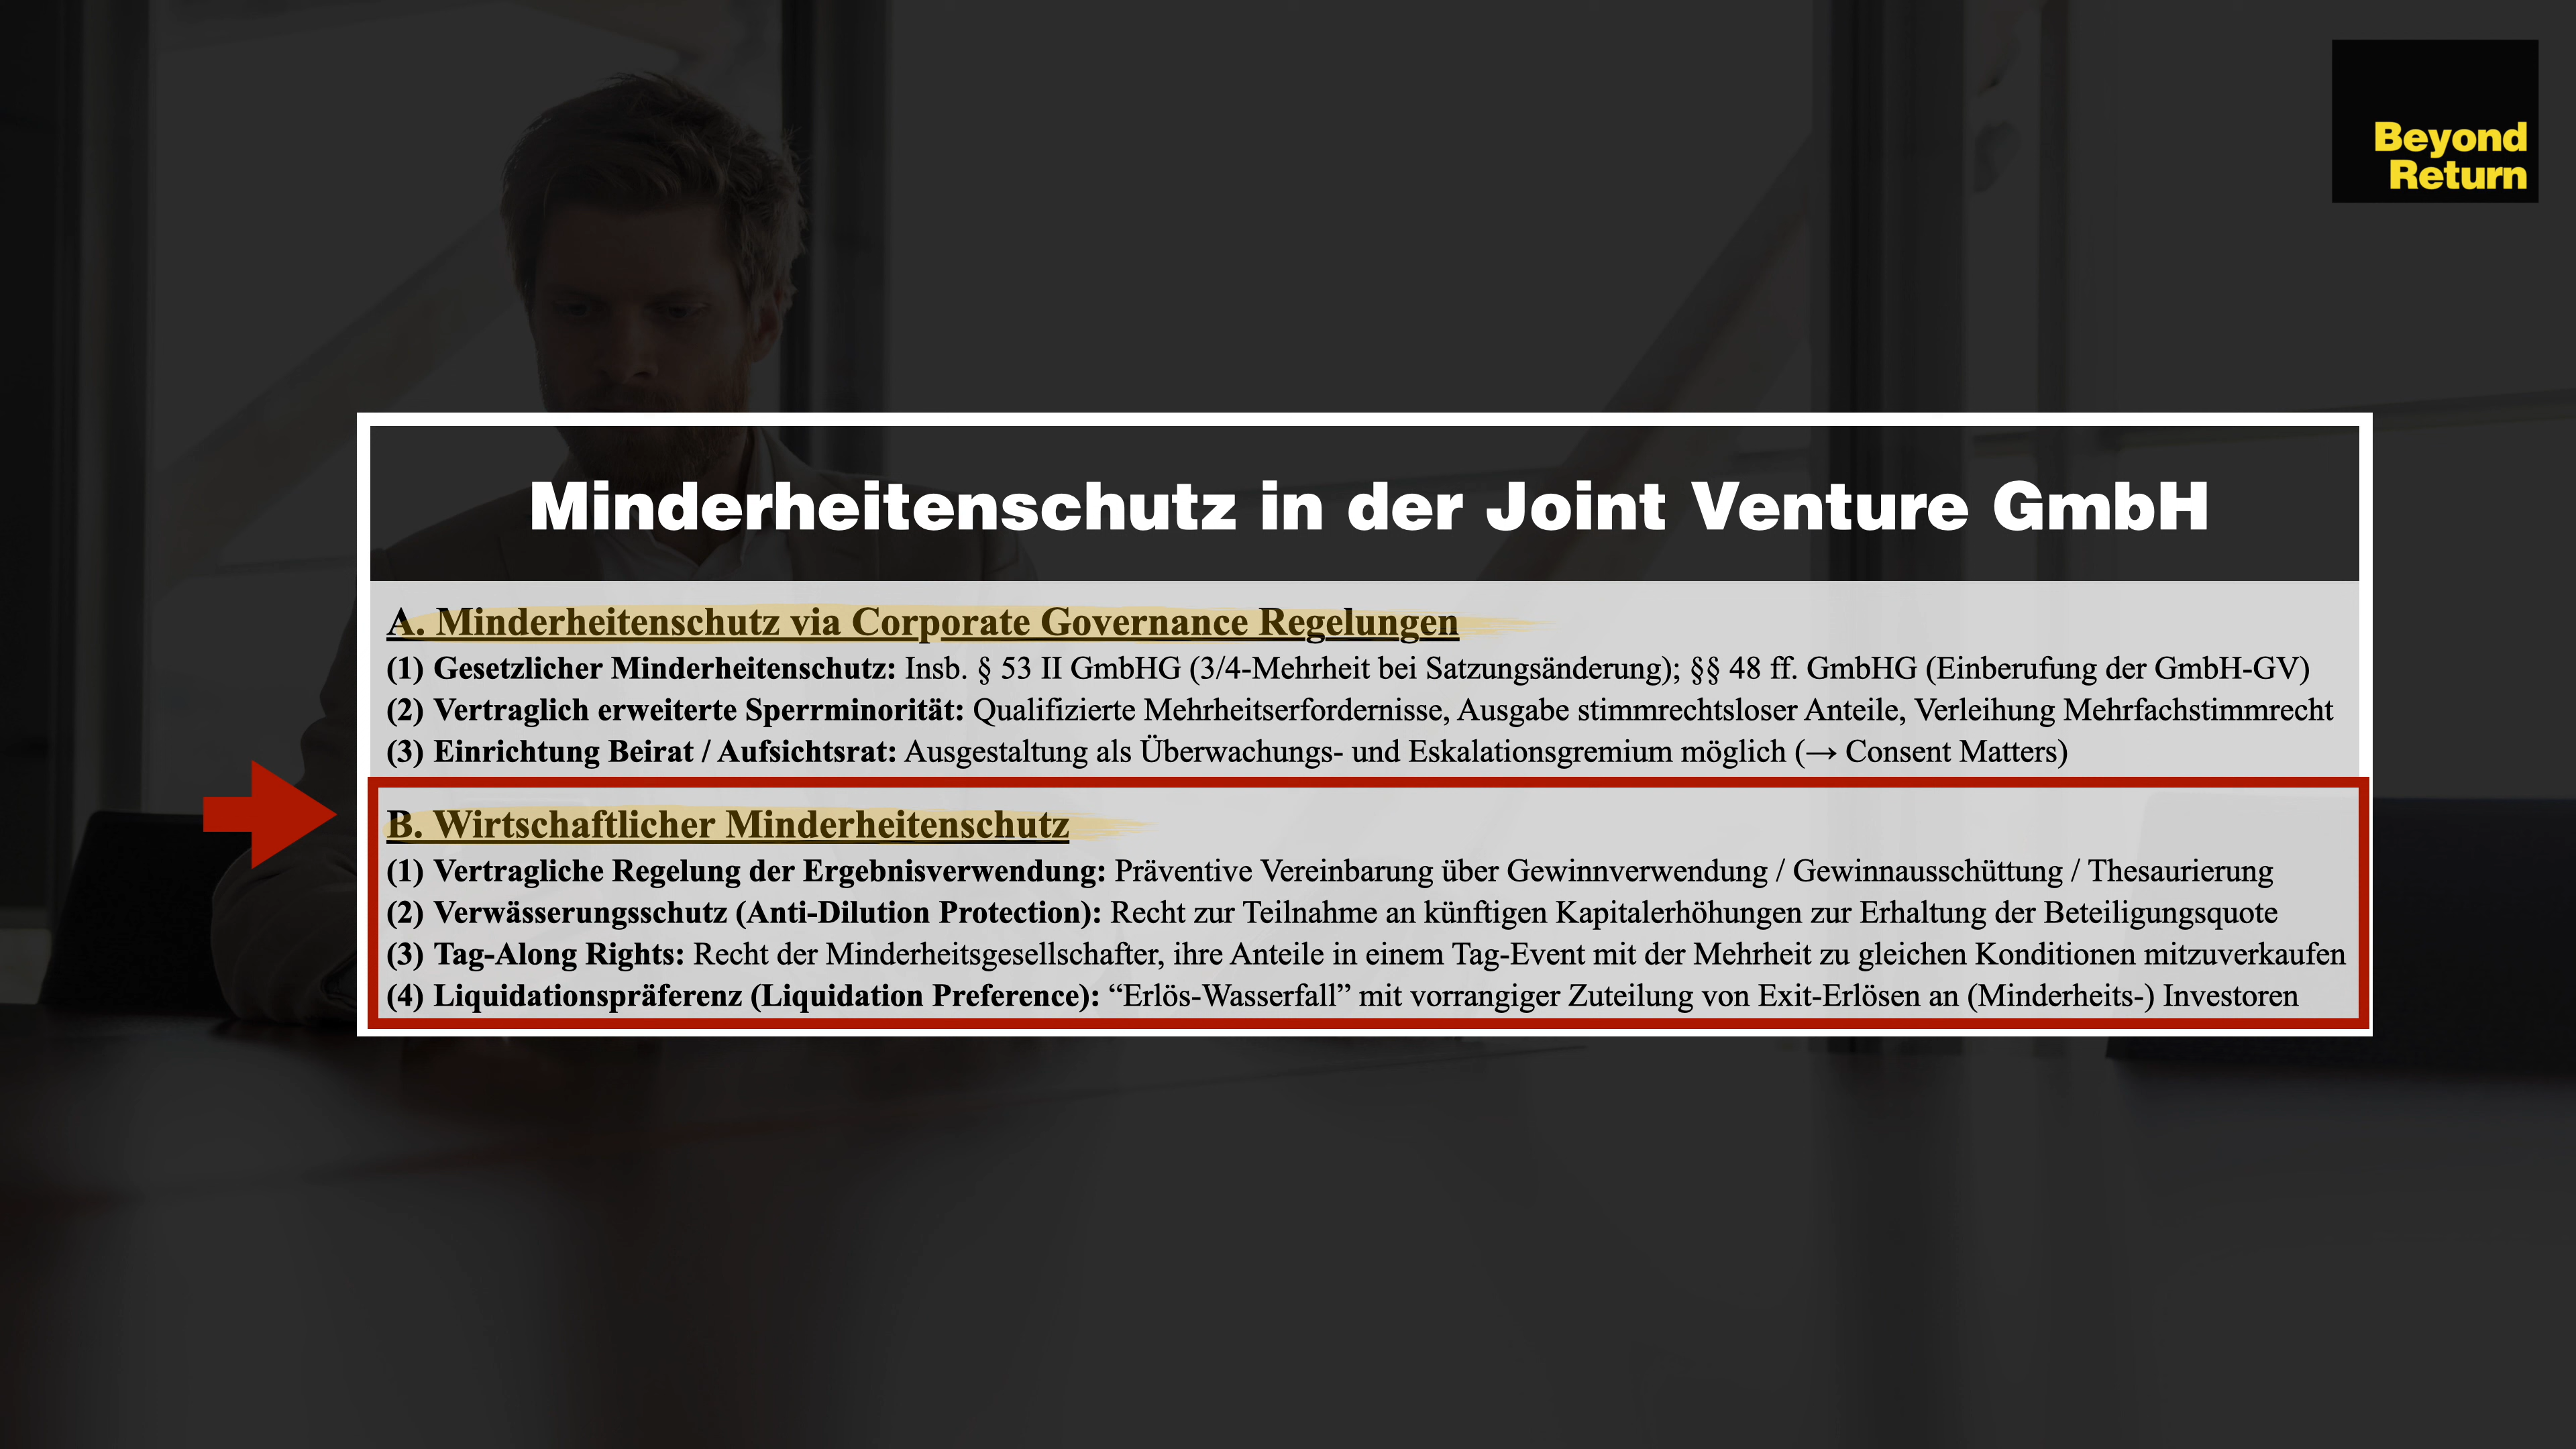 Beyond
Return
Minderheitenschutz in der Joint Venture GmbH
A. Minderheitenschutz via Corporate Governance Regelungen
(1) Gesetzlicher Minderheitenschutz: Insb. § 53 II GmbHG (3/4-Mehrheit bei Satzungsänderung); §§ 48 ff. GmbHG (Einberufung der GmbH-GV)
(2) Vertraglich erweiterte Sperrminorität: Qualifizierte Mehrheitserfordernisse, Ausgabe stimmrechtsloser Anteile, Verleihung Mehrfachstimmrecht
(3) Einrichtung Beirat / Aufsichtsrat: Ausgestaltung als Überwachungs- und Eskalationsgremium möglich (→ Consent Matters)
B. Wirtschaftlicher Minderheitenschutz
(1) Vertragliche Regelung der Ergebnisverwendung: Präventive Vereinbarung über Gewinnverwendung / Gewinnausschüttung / Thesaurierung
(2) Verwässerungsschutz (Anti-Dilution Protection): Recht zur Teilnahme an künftigen Kapitalerhöhungen zur Erhaltung der Beteiligungsquote
(3) Tag-Along Rights: Recht der Minderheitsgesellschafter, ihre Anteile in einem Tag-Event mit der Mehrheit zu gleichen Konditionen mitzuverkaufen
(4) Liquidationspräferenz (Liquidation Preference): “Erlös-Wasserfall” mit vorrangiger Zuteilung von Exit-Erlösen an (Minderheits-) Investoren